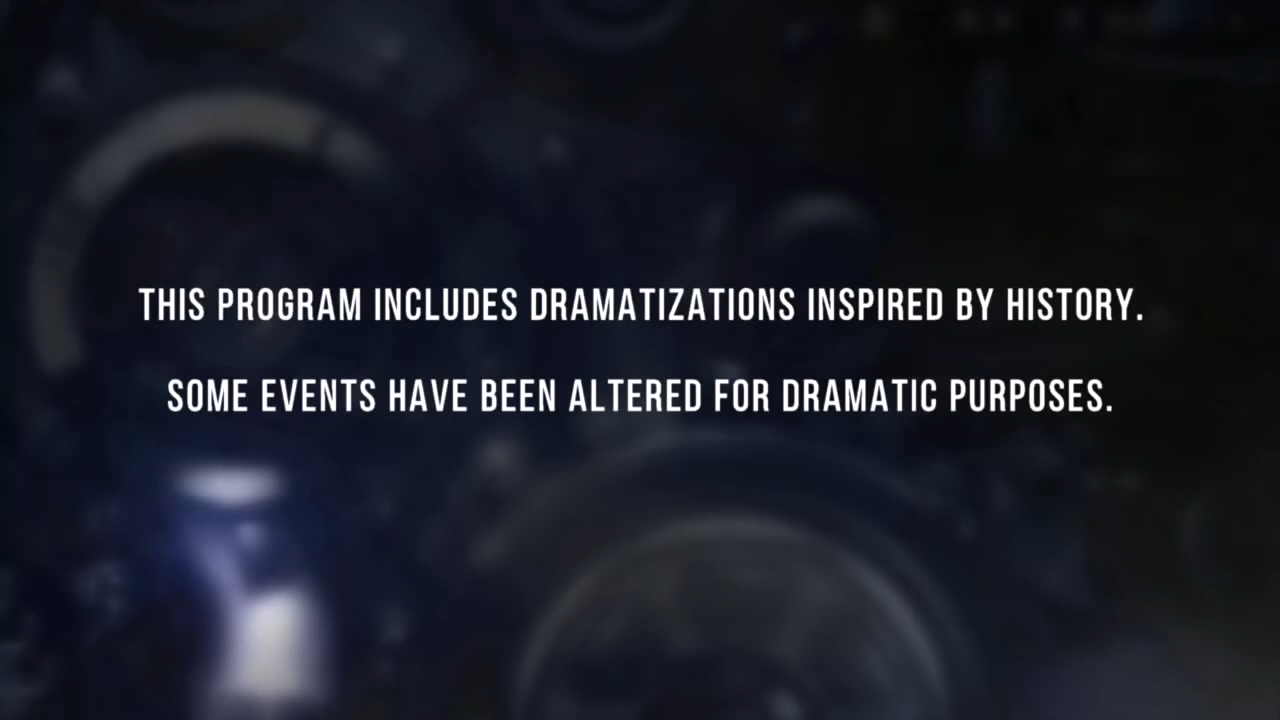 THIS PROGRAM INCLUDES DRAMATIZATIONS INSPIRED BY HISTORY.
SOME EVENTS HAVE BEEN ALTERED FOR DRAMATIC PURPOSES.